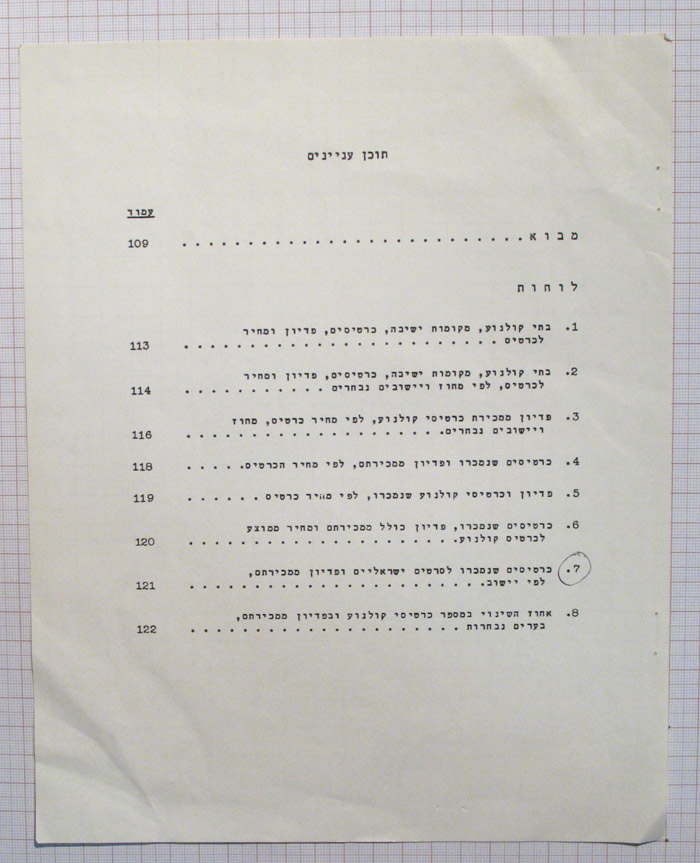 תוכן עניינים
עמוד
מ ב ו א . . . . . . . . . . . . . . . . . . . . . . . . . . . 109
ל ו ח ו ת
1. בתי קולנוע, מקומות ישיבה, כרטיסים, פדיון ומחיר
לכרטיס . . . . . . . . . . . . . . . . . . . . . . . . 113
2. בתי קולנוע, מקומות ישיבה, כרטיסים, פדיון ומחיר
לכרטיס, לפי מחוז ויישובים נבחרים . . . . . . . . . . . 114
3. פדיון ממכירת כרטיסי קולנוע, לפי מחיר כרטיס, מחוז
ויישובים נבחרים. . . . . . . . . . . . . . . . . . . . 116
4. כרטיסים שנמכרו ופדיון ממכירתם, לפי מחיר הכרטיס. . . . . 118
5. פדיון וכרטיסי קולנוע שנמכרו, לפי מחיר כרטיס . . . . . . 119
6. כרטיסים שנמכרו, פדיון כולל ממכירתם ומחיר ממוצע
לכרטיס קולנוע. . . . . . . . . . . . . . . . . . . . . 120
7. כרטיסים שנמכרו לסרטים ישראליים ופדיון ממכירתם,
לפי יישוב. . . . . . . . . . . . . . . . . . . . . . . 121
8. אחוז השינוי במספר כרטיסי קולנוע ובפדיון ממכירתם,
בערים נבחרות . . . . . . . . . . . . . . . . . . . . . 122